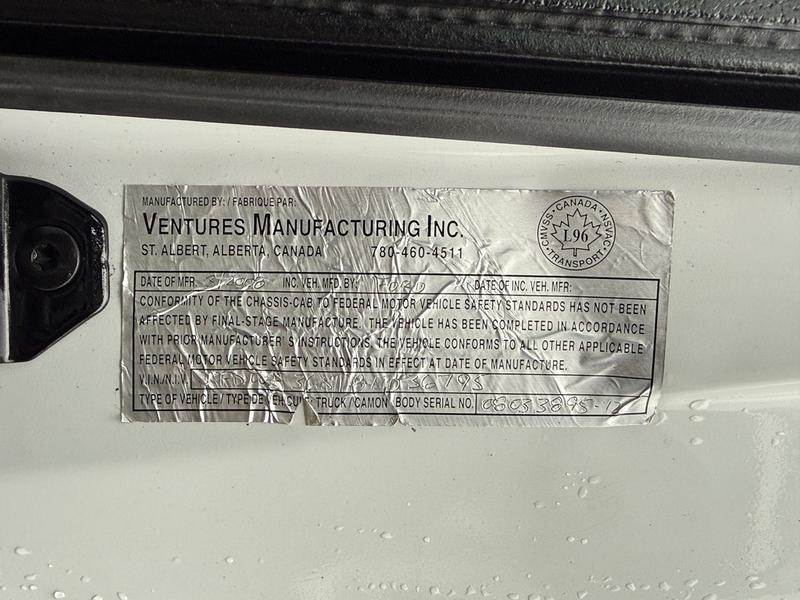 MANUFACTURED BY: / FABRIQUE PAR:
VENTURES MANUFACTURING INC.
ST. ALBERT, ALBERTA, CANADA 780-460-4511
CMVSS • CANADA • NSVAC • TRANSPORT
L96
DATE OF MFR. INC. VEH. MFD. BY: FORD DATE OF INC. VEH. MFR:
CONFORMITY OF THE CHASSIS-CAB TO FEDERAL MOTOR VEHICLE SAFETY STANDARDS HAS NOT BEEN
AFFECTED BY FINAL-STAGE MANUFACTURE. THE VEHICLE HAS BEEN COMPLETED IN ACCORDANCE
WITH PRIOR MANUFACTURER'S INSTRUCTIONS. THE VEHICLE CONFORMS TO ALL OTHER APPLICABLE
FEDERAL MOTOR VEHICLE SAFETY STANDARDS IN EFFECT AT DATE OF MANUFACTURE.
V.I.N./N.I.V.
TYPE OF VEHICLE / TYPE DE VEHICULE: TRUCK / CAMION BODY SERIAL NO. 08033895-12